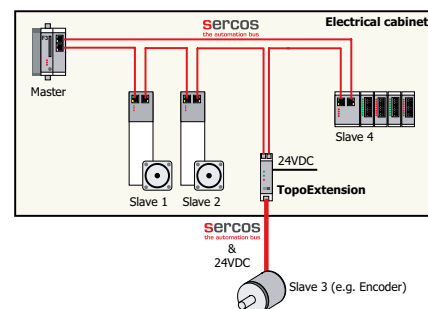 sercos
the automation bus
Electrical cabinet
F3
Master
Slave 4
24VDC
TopoExtension
Slave 1
Slave 2
sercos
the automation bus
&
24VDC
Slave 3 (e.g. Encoder)